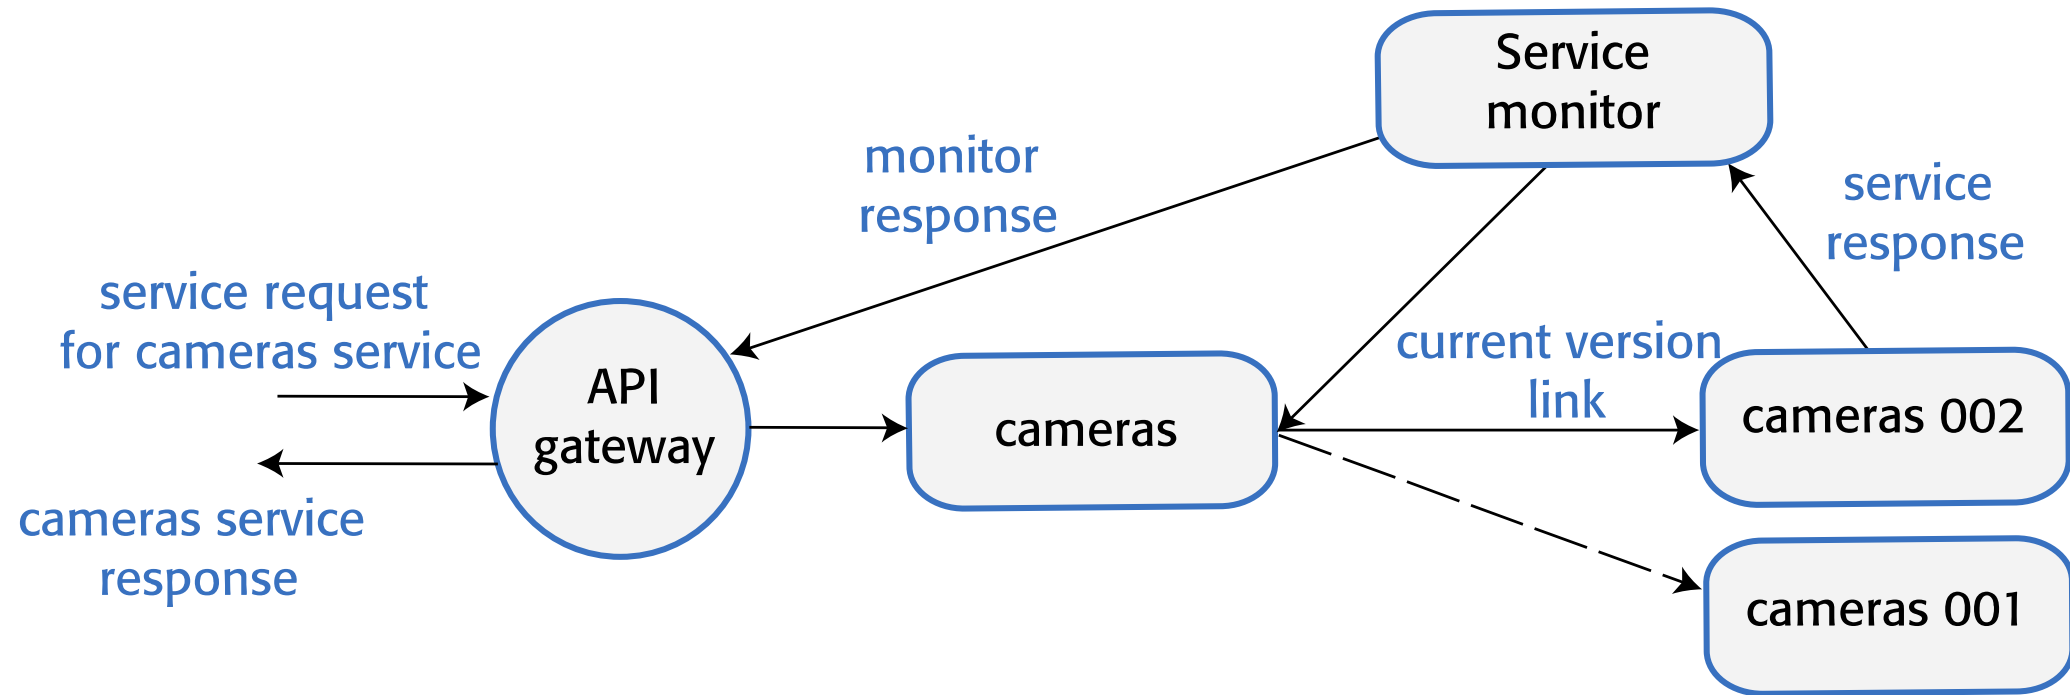 Service
monitor
monitor
response
service
response
service request
for cameras service
current version
link
API
gateway
cameras
cameras 002
cameras service
response
cameras 001